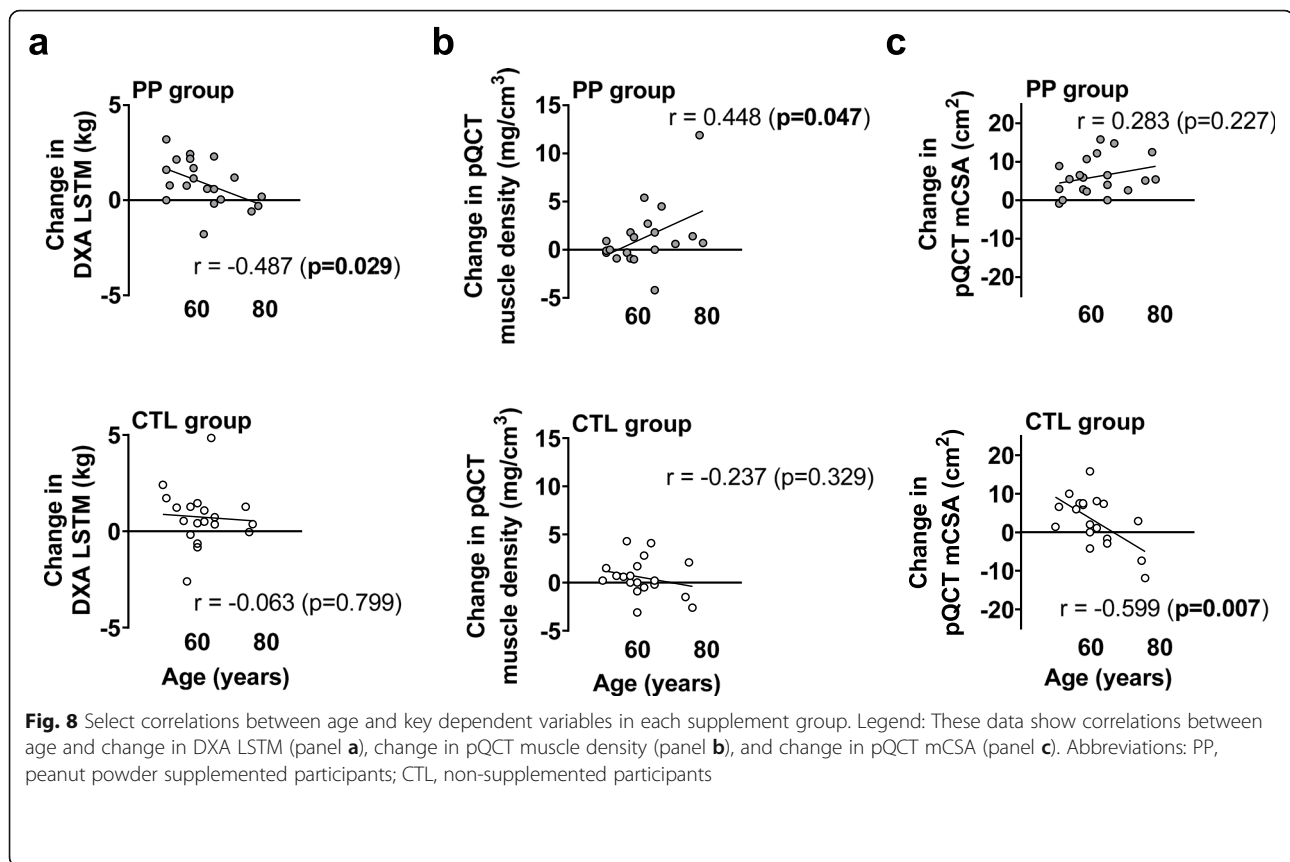 a
PP group
Change in
DXA LSTM (kg)
5
0
-5
r = -0.487 (p=0.029)
60 80
CTL group
Change in
DXA LSTM (kg)
5
0
-5
r = -0.063 (p=0.799)
60 80
Age (years)
b
PP group
Change in pQCT
muscle density (mg/cm³)
15
10
5
0
-5
r = 0.448 (p=0.047)
60 80
CTL group
Change in pQCT
muscle density (mg/cm³)
15
10
5
0
-5
r = -0.237 (p=0.329)
60 80
Age (years)
c
PP group
Change in
pQCT mCSA (cm²)
20
10
0
-10
-20
r = 0.283 (p=0.227)
60 80
CTL group
Change in
pQCT mCSA (cm²)
20
10
0
-10
-20
r = -0.599 (p=0.007)
60 80
Age (years)
Fig. 8 Select correlations between age and key dependent variables in each supplement group. Legend: These data show correlations between
age and change in DXA LSTM (panel a), change in pQCT muscle density (panel b), and change in pQCT mCSA (panel c). Abbreviations: PP,
peanut powder supplemented participants; CTL, non-supplemented participants